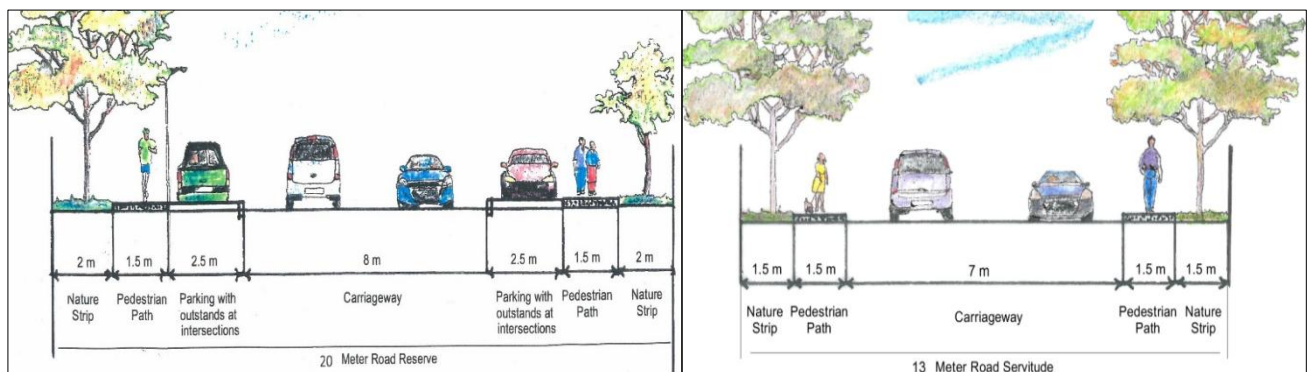 2 m 1.5 m 2.5 m 8 m 2.5 m 1.5 m 2 m
Nature
Strip
Pedestrian
Path
Parking with
outstands at
intersections
Carriageway
Parking with
outstands at
intersections
Pedestrian
Path
Nature
Strip
20 Meter Road Reserve
1.5 m 1.5 m 7 m 1.5 m 1.5 m
Nature
Strip
Pedestrian
Path
Carriageway
Pedestrian
Path
Nature
Strip
13 Meter Road Servitude